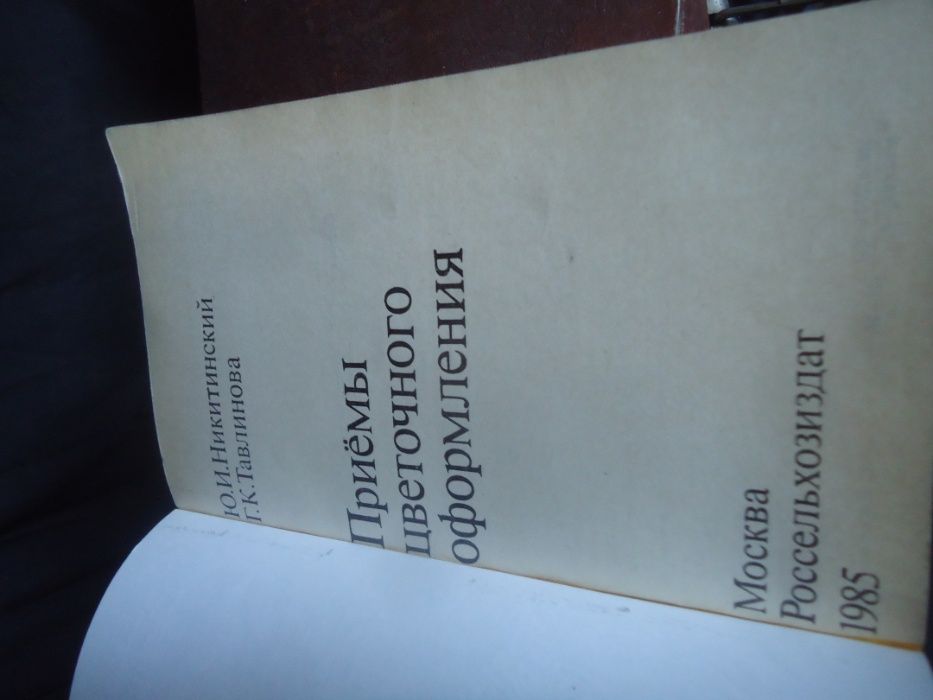 Ю.И.Никитинский
Г.К.Тавлинова
Приёмы
цветочного
оформления
Москва
Россельхозиздат
1985